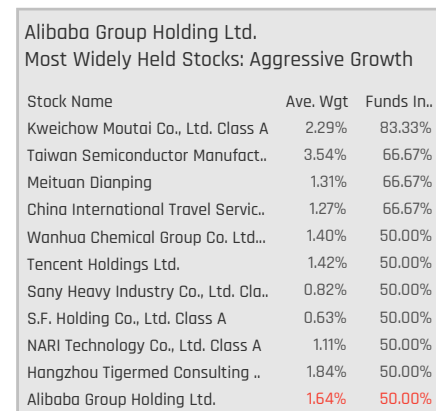 Alibaba Group Holding Ltd.
Most Widely Held Stocks: Aggressive Growth
Stock Name Ave. Wgt Funds In..
Kweichow Moutai Co., Ltd. Class A 2.29% 83.33%
Taiwan Semiconductor Manufact.. 3.54% 66.67%
Meituan Dianping 1.31% 66.67%
China International Travel Servic.. 1.27% 66.67%
Wanhua Chemical Group Co. Ltd... 1.40% 50.00%
Tencent Holdings Ltd. 1.42% 50.00%
Sany Heavy Industry Co., Ltd. Cla.. 0.82% 50.00%
S.F. Holding Co., Ltd. Class A 0.63% 50.00%
NARI Technology Co., Ltd. Class A 1.11% 50.00%
Hangzhou Tigermed Consulting .. 1.84% 50.00%
Alibaba Group Holding Ltd. 1.64% 50.00%